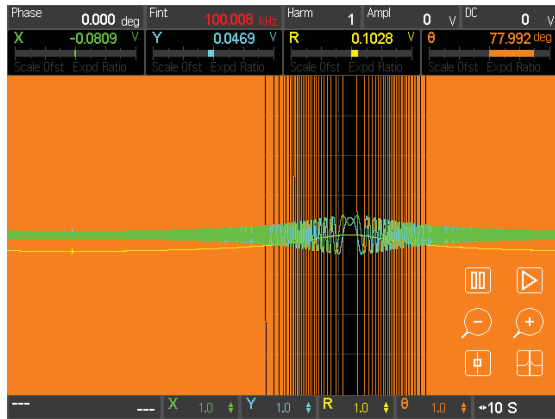 Phase 0.000 deg Fint 100.006 kHz Harm 1 Ampl 0 V DC 0 V
X -0.0809 V Y 0.0469 V R 0.1028 V θ 77.992 deg
Scale Ofst Expd Ratio Scale Ofst Expd Ratio Scale Ofst Expd Ratio Scale Ofst Expd Ratio
--- --- X 1.0 Y 1.0 R 1.0 θ 1.0 10 S